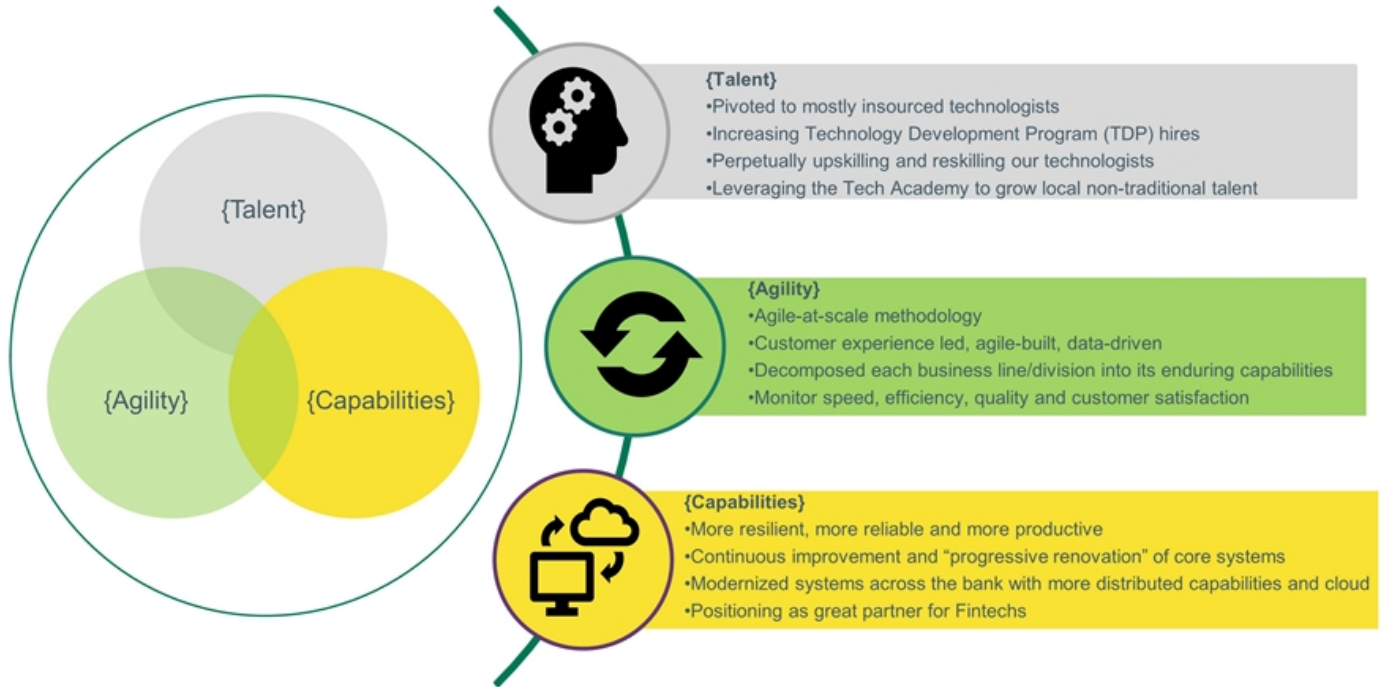 {Talent}
{Agility}
{Capabilities}
{Talent}
•Pivoted to mostly insourced technologists
•Increasing Technology Development Program (TDP) hires
•Perpetually upskilling and reskilling our technologists
•Leveraging the Tech Academy to grow local non-traditional talent
{Agility}
•Agile-at-scale methodology
•Customer experience led, agile-built, data-driven
•Decomposed each business line/division into its enduring capabilities
•Monitor speed, efficiency, quality and customer satisfaction
{Capabilities}
•More resilient, more reliable and more productive
•Continuous improvement and “progressive renovation” of core systems
•Modernized systems across the bank with more distributed capabilities and cloud
•Positioning as great partner for Fintechs